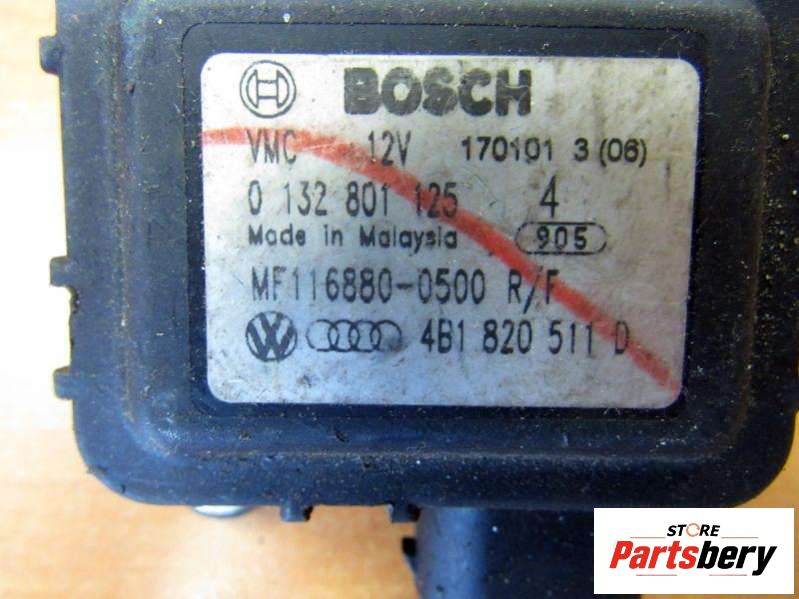 BOSCH
VMC 12V 170101 3 (06)
0 132 801 125 4
Made in Malaysia 905
MF116880-0500 R/F
4B1 820 511 D
STORE
Partsbery